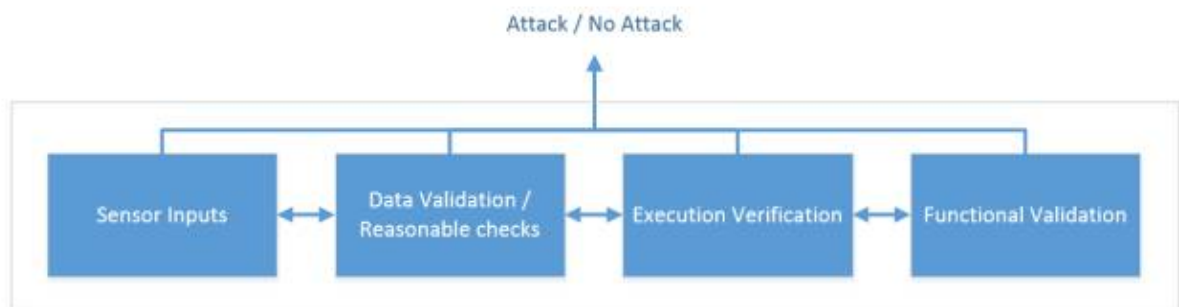 Attack / No Attack
Sensor Inputs
Data Validation /
Reasonable checks
Execution Verification
Functional Validation